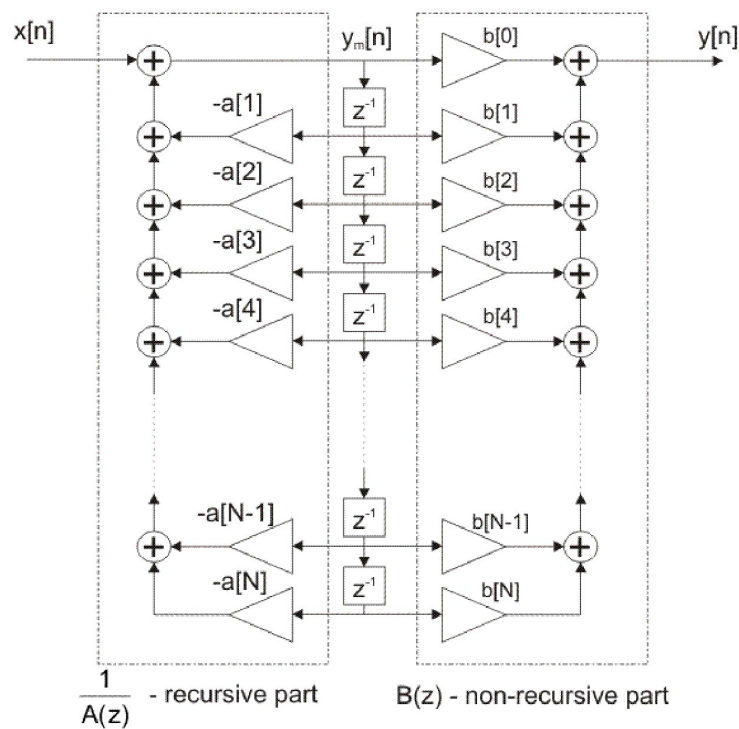 x[n] yₘ[n] b[0] y[n]
-a[1] z⁻¹ b[1]
-a[2] z⁻¹ b[2]
-a[3] z⁻¹ b[3]
-a[4] z⁻¹ b[4]
-a[N-1] z⁻¹ b[N-1]
-a[N] z⁻¹ b[N]
1
A(z)
- recursive part B(z) - non-recursive part